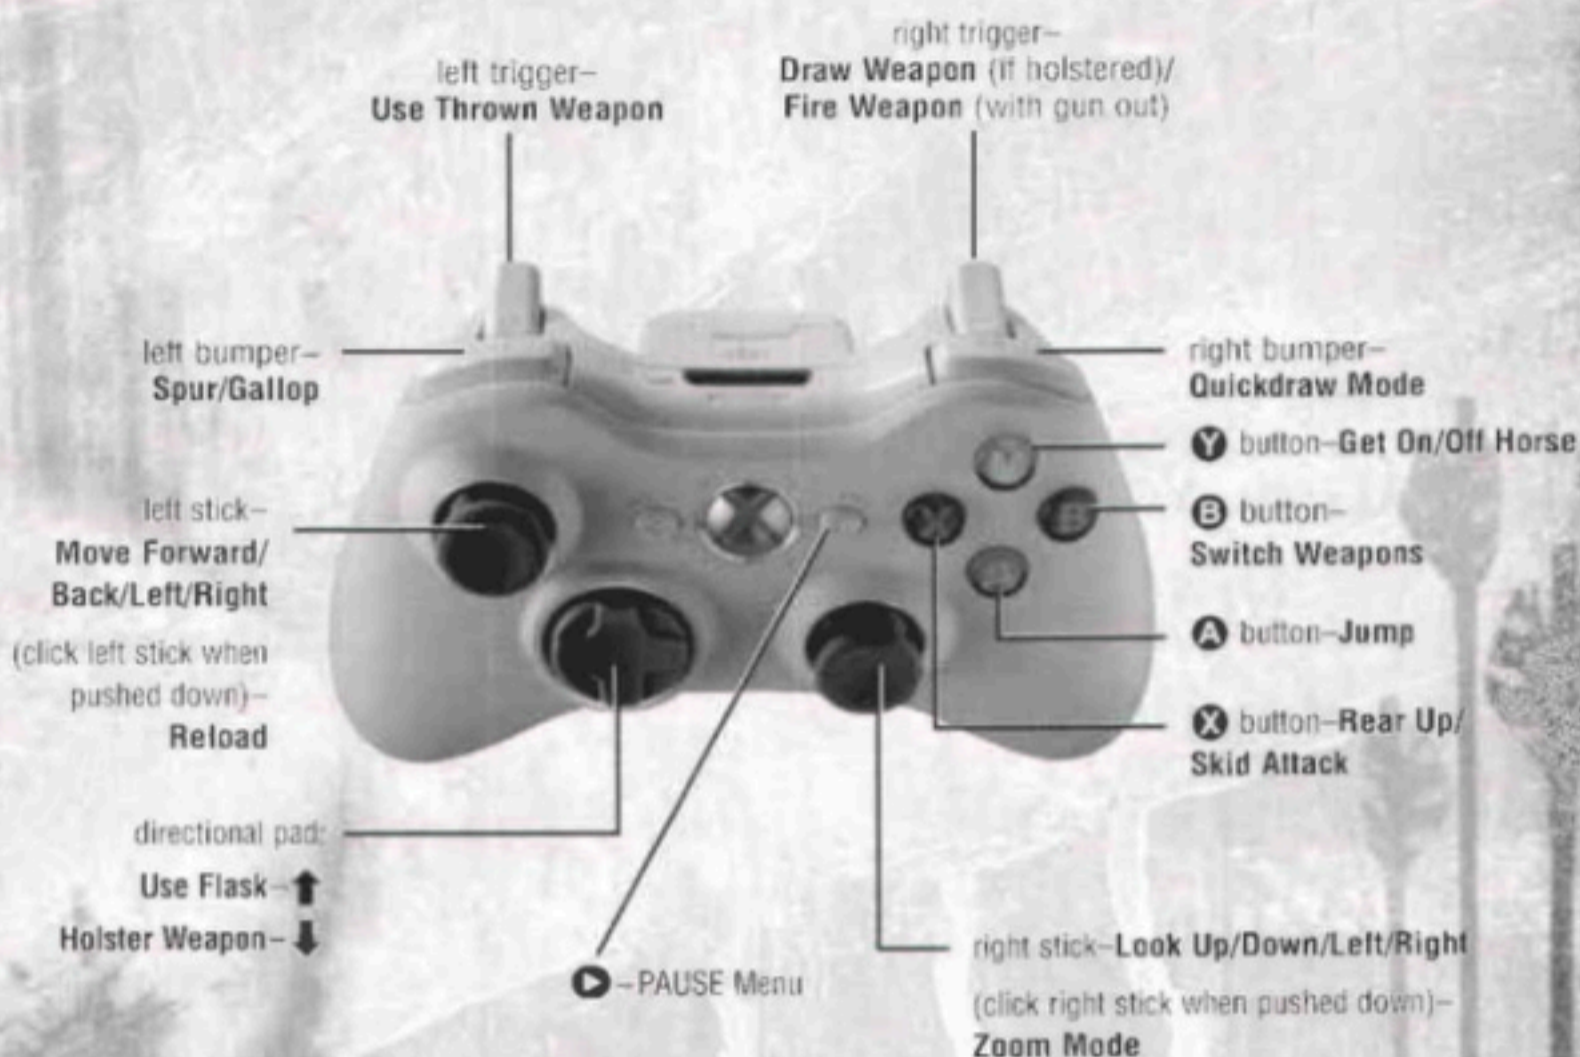 right trigger–
Draw Weapon (if holstered)/
Fire Weapon (with gun out)
left trigger–
Use Thrown Weapon
left bumper–
Spur/Gallop
right bumper–
Quickdraw Mode
Y button–Get On/Off Horse
left stick–
Move Forward/
Back/Left/Right
(click left stick when
pushed down)–
Reload
B button–
Switch Weapons
A button–Jump
X button–Rear Up/
Skid Attack
directional pad:
Use Flask–
Holster Weapon–
–PAUSE Menu
right stick–Look Up/Down/Left/Right
(click right stick when pushed down)–
Zoom Mode
Y
X
B
A